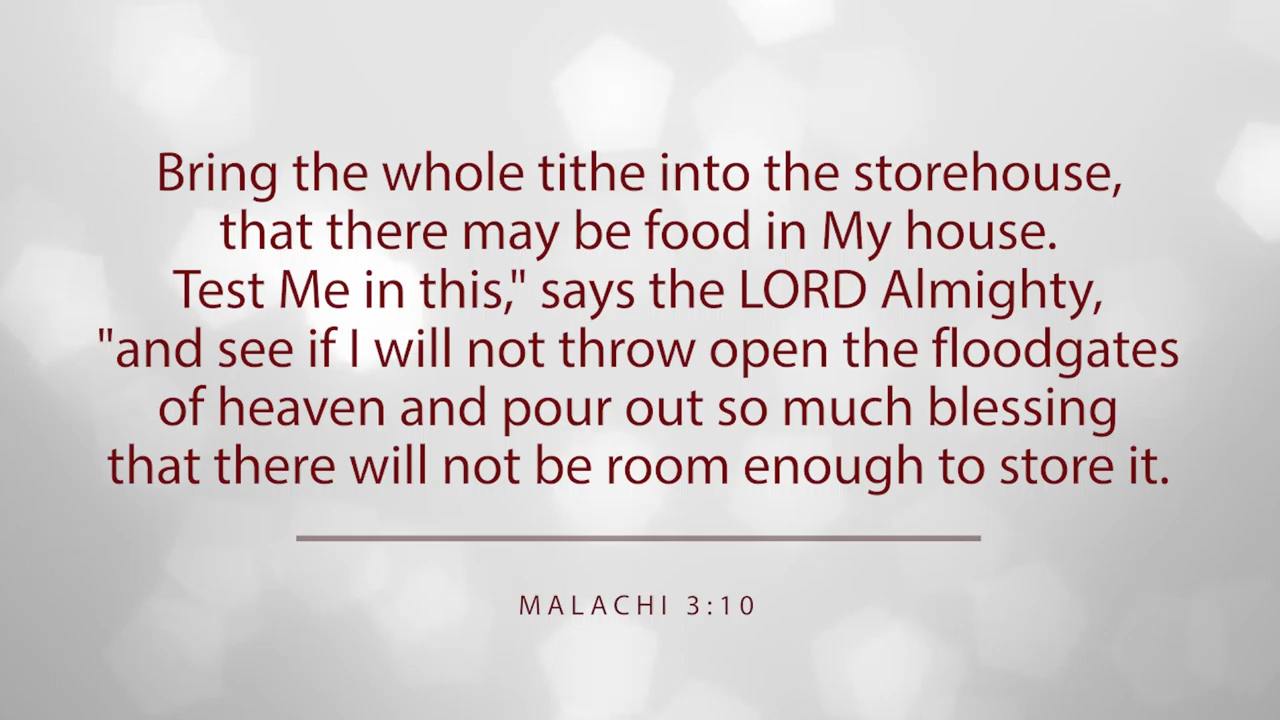 Bring the whole tithe into the storehouse,
that there may be food in My house.
Test Me in this," says the LORD Almighty,
"and see if I will not throw open the floodgates
of heaven and pour out so much blessing
that there will not be room enough to store it.
MALACHI 3:10